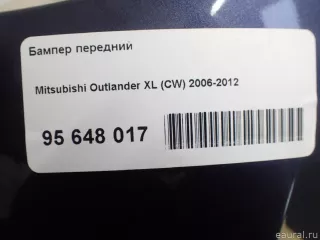 Бампер передний
Mitsubishi Outlander XL (CW) 2006-2012
95 648 017
eaural.ru